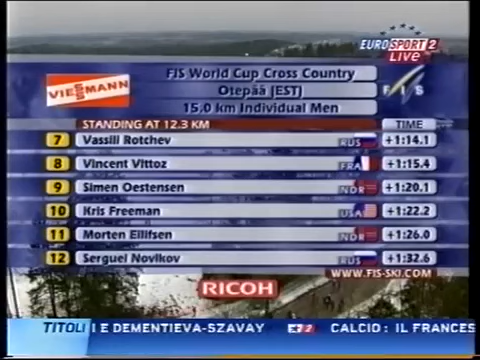 EUROSPORT 2
LIVE
VIESSMANN
FIS World Cup Cross Country
Otepää (EST)
15.0 km Individual Men
FIS
STANDING AT 12.3 KM TIME
7 Vassili Rotchev RUS +1:14.1
8 Vincent Vittoz FRA +1:15.4
9 Simen Oestensen NOR +1:20.1
10 Kris Freeman USA +1:22.2
11 Morten Eilifsen NOR +1:26.0
12 Serguel Novikov RUS +1:32.6
WWW.FIS-SKI.COM
RICOH
TITOLI I E DEMENTIEVA-SZAVAY E 2 CALCIO: IL FRANCES